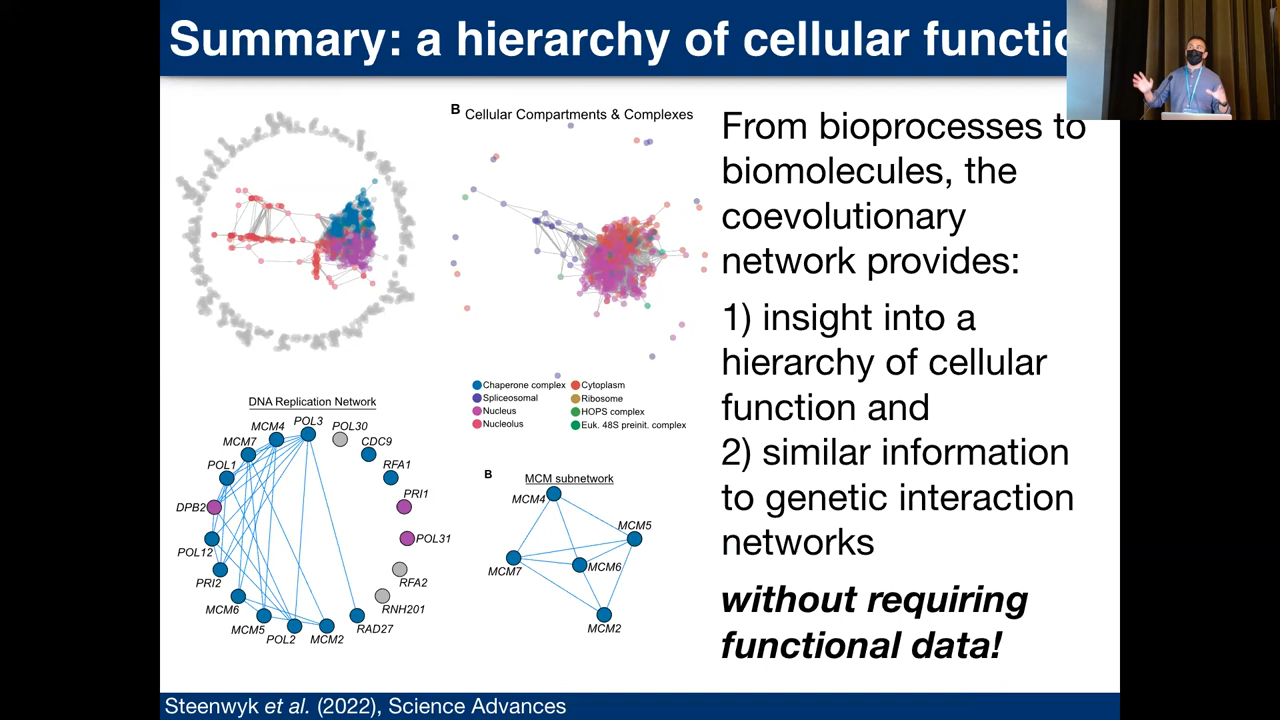 Summary: a hierarchy of cellular functio
B Cellular Compartments & Complexes
Chaperone complex
Spliceosomal
Nucleus
Nucleolus
Cytoplasm
Ribosome
HOPS complex
Euk. 48S preinit. complex
DNA Replication Network
POL3
POL30
MCM4
CDC9
MCM7
RFA1
POL1
PRI1
DPB2
POL31
POL12
RFA2
PRI2
RNH201
MCM6
RAD27
MCM5
POL2
MCM2
B
MCM subnetwork
MCM4
MCM5
MCM7
MCM6
MCM2
From bioprocesses to
biomolecules, the
coevolutionary
network provides:
1) insight into a
hierarchy of cellular
function and
2) similar information
to genetic interaction
networks
without requiring
functional data!
Steenwyk et al. (2022), Science Advances